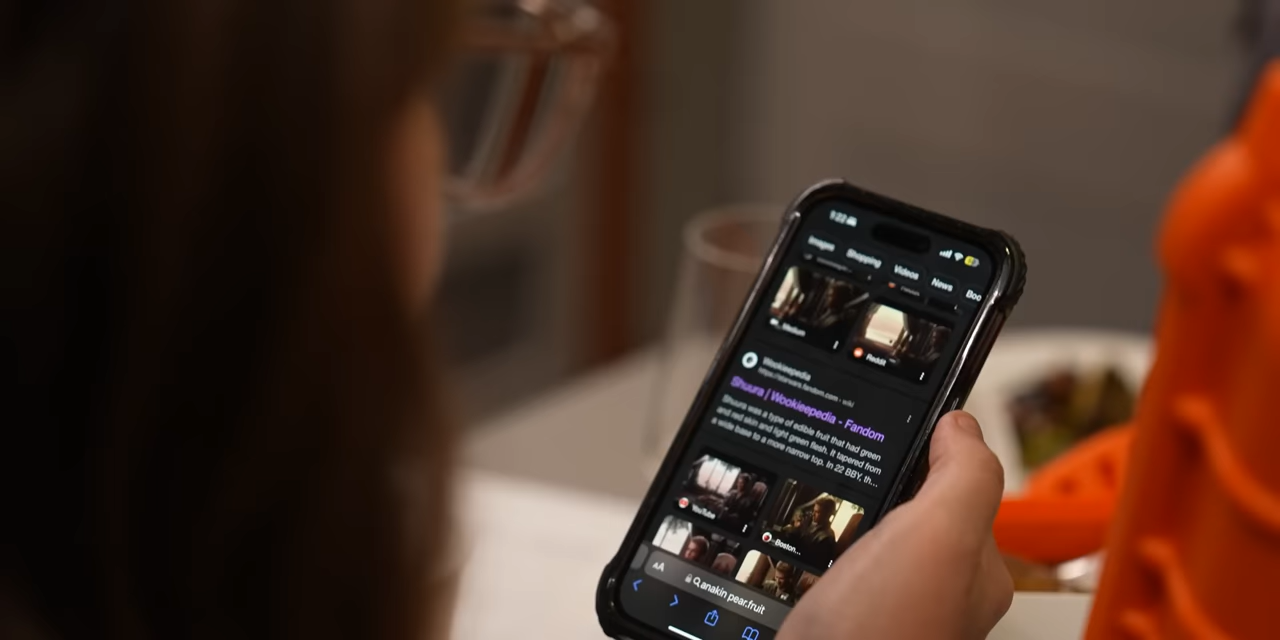 9:22
Images Shopping Videos News Boo
Medium
Reddit
Wookieepedia
https://starwars.fandom.com › wiki
Shuura | Wookieepedia - Fandom
Shuura was a type of edible fruit that had green
and red skin and light green flesh. It tapered from
a wide base to a more narrow top. In 22 BBY, th...
YouTube
Boston...
AA anakin pear.fruit